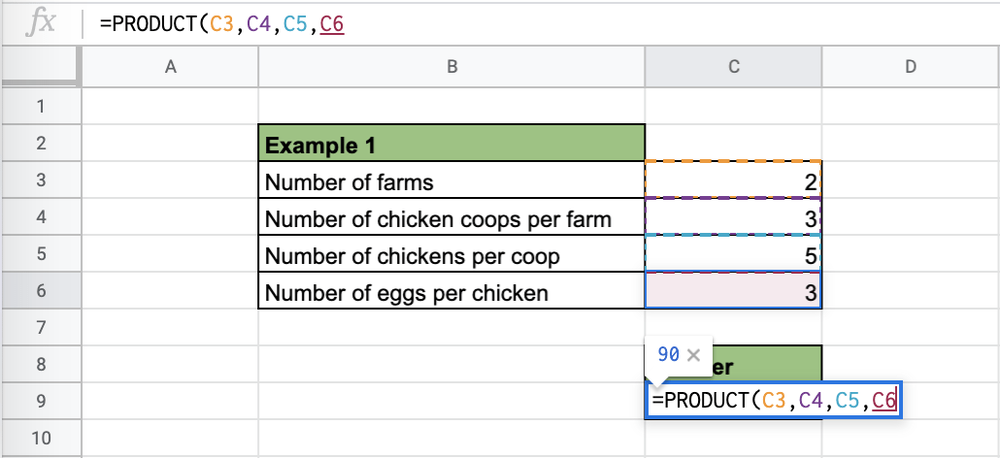 fx =PRODUCT(C3,C4,C5,C6
A B C D
1
2 Example 1
3 Number of farms 2
4 Number of chicken coops per farm 3
5 Number of chickens per coop 5
6 Number of eggs per chicken 3
7
90 ×
8 er
9 =PRODUCT(C3,C4,C5,C6
10